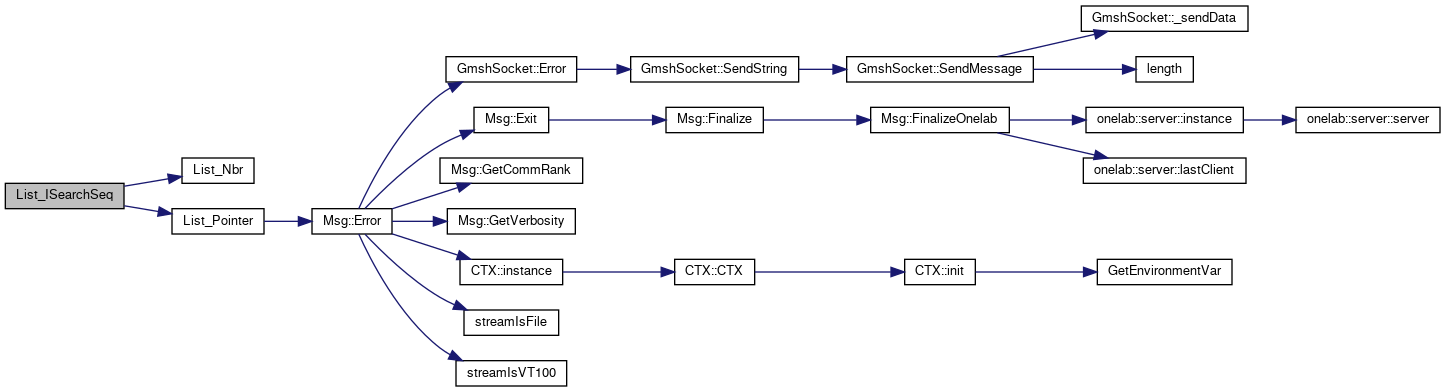 List_ISearchSeq
List_Nbr
List_Pointer
Msg::Error
GmshSocket::Error
GmshSocket::SendString
GmshSocket::SendMessage
GmshSocket::_sendData
length
Msg::Exit
Msg::Finalize
Msg::FinalizeOnelab
onelab::server::instance
onelab::server::server
onelab::server::lastClient
Msg::GetCommRank
Msg::GetVerbosity
CTX::instance
CTX::CTX
CTX::init
GetEnvironmentVar
streamIsFile
streamIsVT100